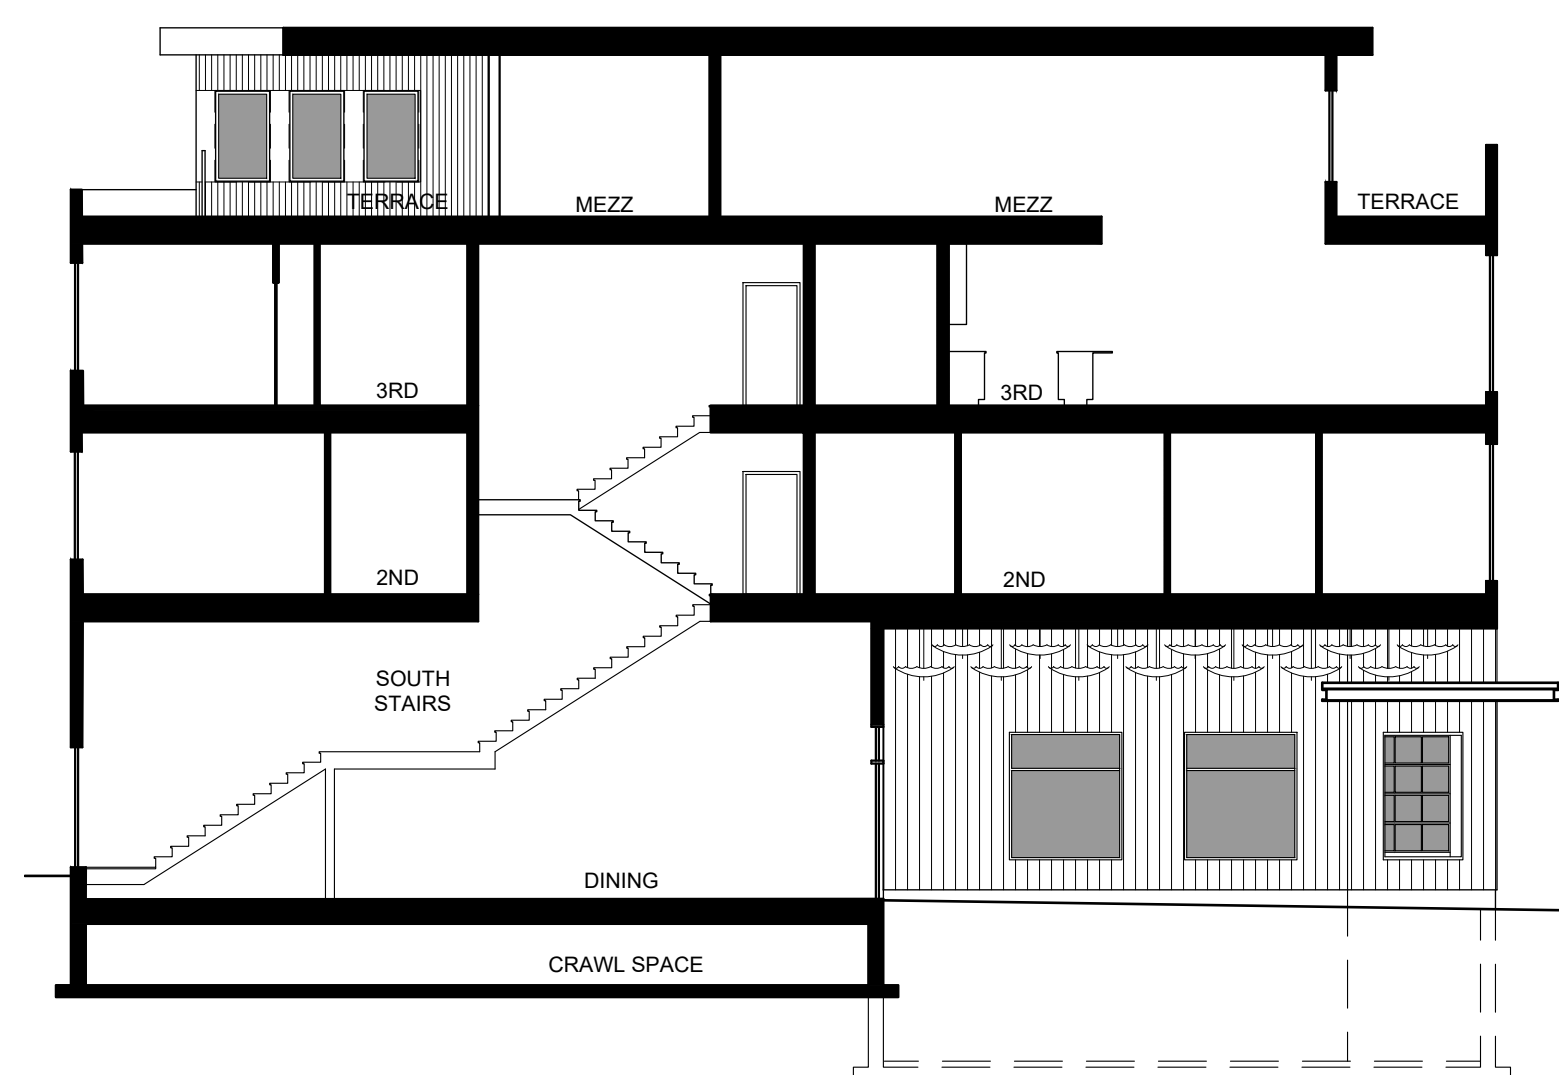 TERRACE
MEZZ
MEZZ
TERRACE
3RD
3RD
2ND
2ND
SOUTH
STAIRS
DINING
CRAWL SPACE